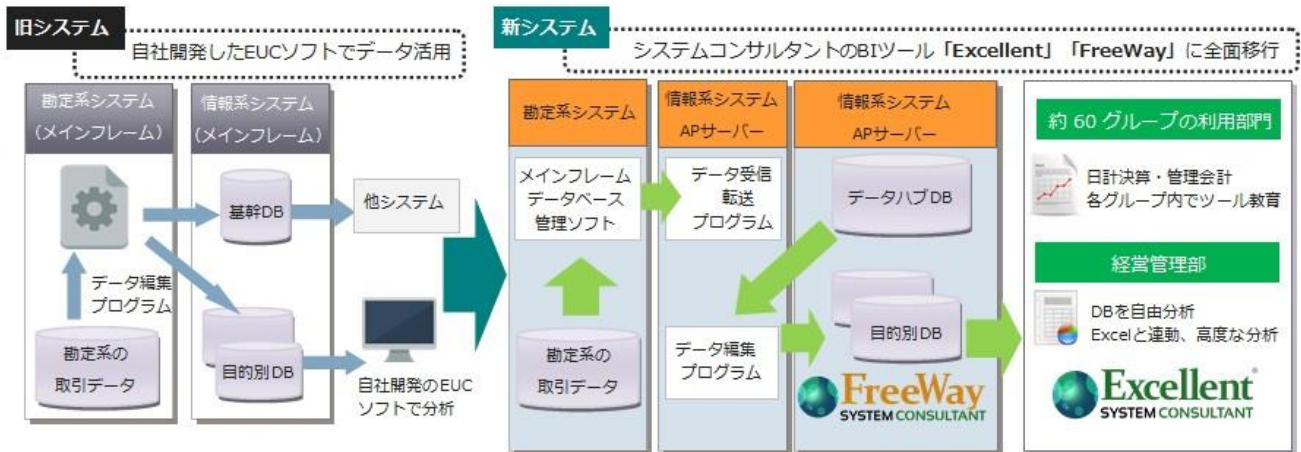 旧システム
自社開発したEUCソフトでデータ活用
勘定系システム
（メインフレーム）
情報系システム
（メインフレーム）
基幹DB
他システム
データ編集
プログラム
勘定系の
取引データ
目的別DB
自社開発のEUC
ソフトで分析
新システム
システムコンサルタントのBIツール「Excellent」「FreeWay」に全面移行
勘定系システム
情報系システム
APサーバー
情報系システム
APサーバー
メインフレーム
データベース
管理ソフト
データ受信
転送
プログラム
データハブDB
勘定系の
取引データ
データ編集
プログラム
目的別DB
FreeWay
SYSTEM CONSULTANT
約 60 グループの利用部門
日計決算・管理会計
各グループ内でツール教育
経営管理部
DBを自由分析
Excelと連動、高度な分析
Excellent
SYSTEM CONSULTANT